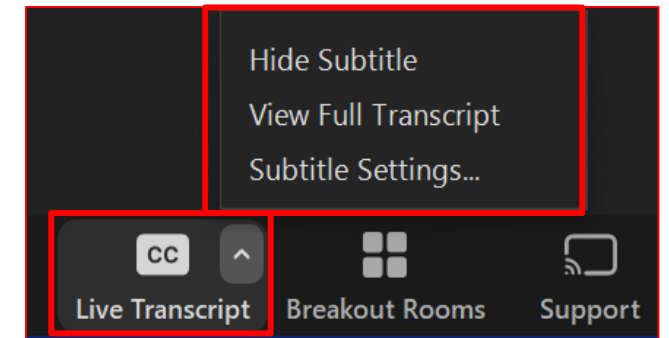 Hide Subtitle
View Full Transcript
Subtitle Settings...
CC
Live Transcript
Breakout Rooms
Support